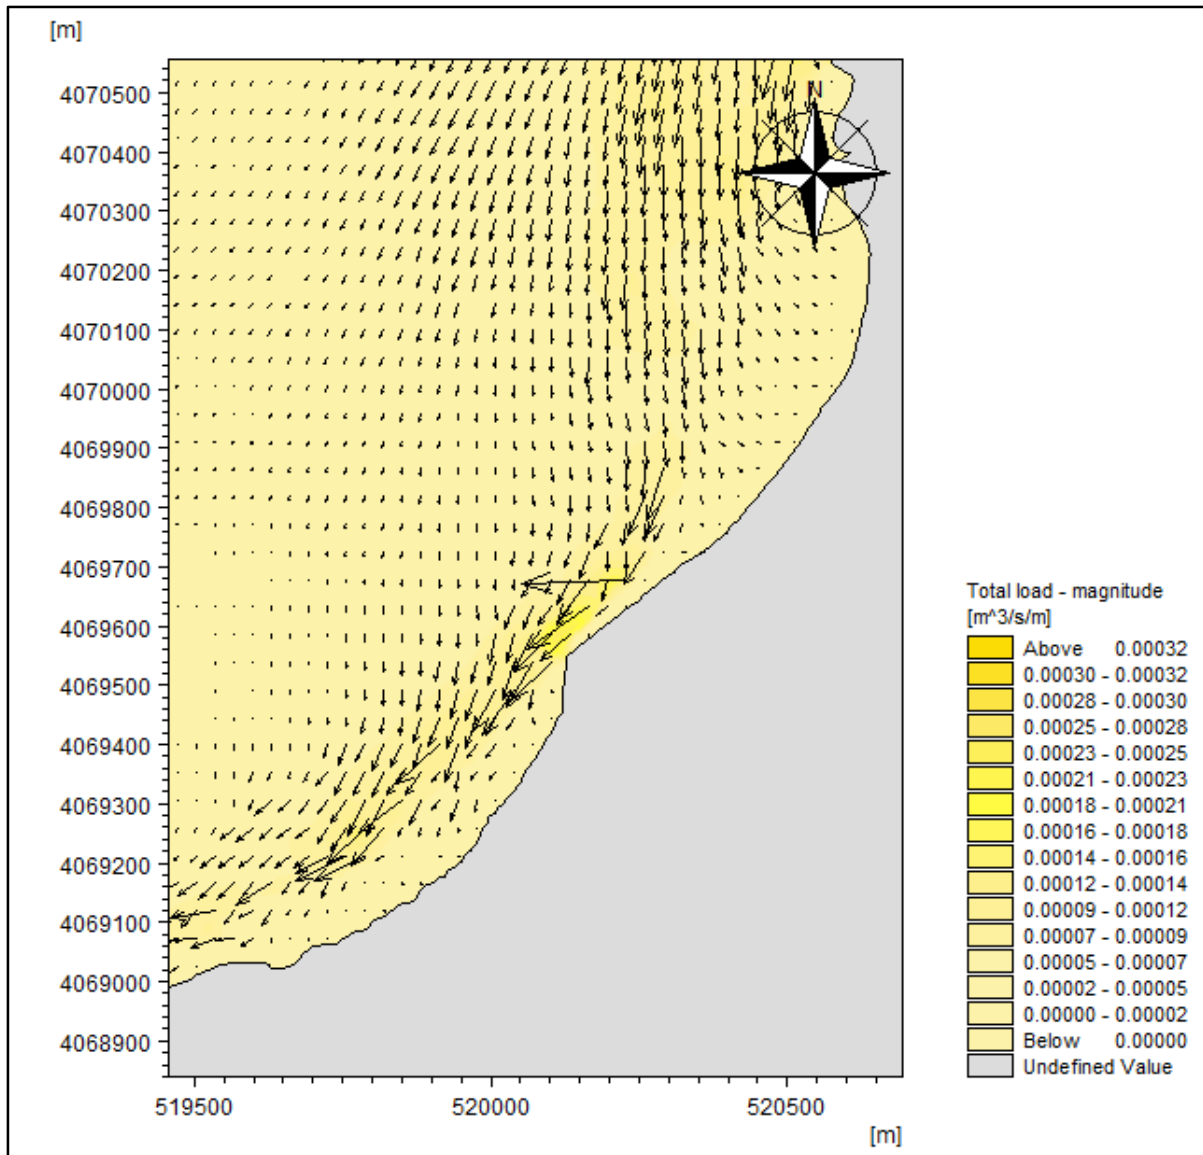 [m]
N
4070500
4070400
4070300
4070200
4070100
4070000
4069900
4069800
4069700
4069600
4069500
4069400
4069300
4069200
4069100
4069000
4068900
519500 520000 520500
[m]
Total load - magnitude
[m^3/s/m]
Above 0.00032
0.00030 - 0.00032
0.00028 - 0.00030
0.00025 - 0.00028
0.00023 - 0.00025
0.00021 - 0.00023
0.00018 - 0.00021
0.00016 - 0.00018
0.00014 - 0.00016
0.00012 - 0.00014
0.00009 - 0.00012
0.00007 - 0.00009
0.00005 - 0.00007
0.00002 - 0.00005
0.00000 - 0.00002
Below 0.00000
Undefined Value